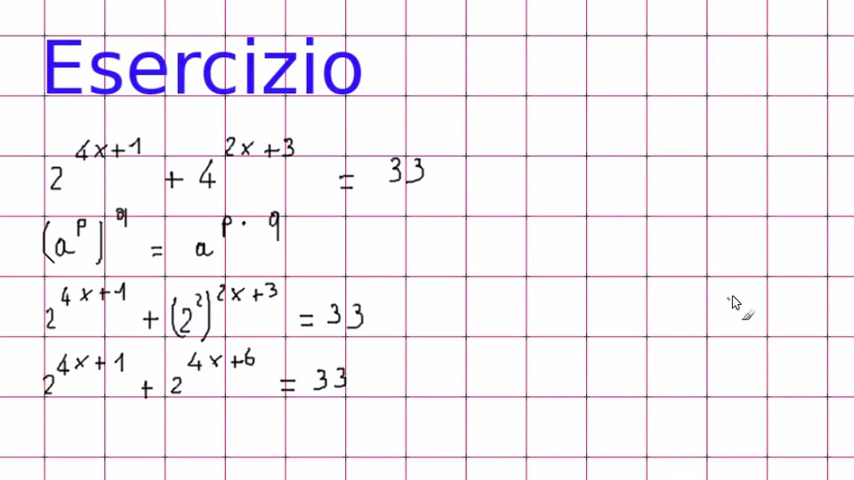 Esercizio
2^{4x+1} + 4^{2x+3} = 33
(a^p)^q = a^{p·q}
2^{4x+1} + (2^2)^{2x+3} = 33
2^{4x+1} + 2^{4x+6} = 33